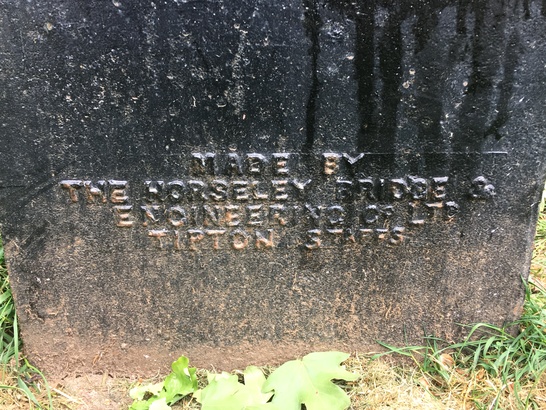 MADE BY
THE HORSELEY BRIDGE &
ENGINEERING CO LTD
TIPTON STAFFS